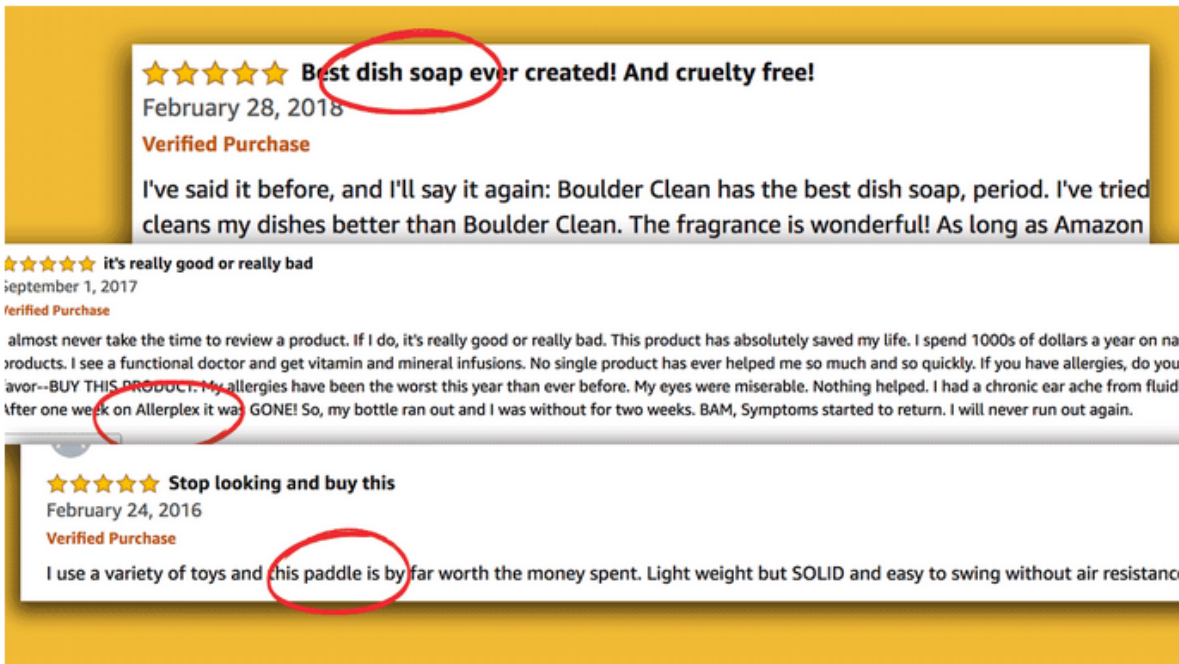 Best dish soap ever created! And cruelty free!
February 28, 2018
Verified Purchase
I've said it before, and I'll say it again: Boulder Clean has the best dish soap, period. I've tried
cleans my dishes better than Boulder Clean. The fragrance is wonderful! As long as Amazon
it's really good or really bad
September 1, 2017
Verified Purchase
almost never take the time to review a product. If I do, it's really good or really bad. This product has absolutely saved my life. I spend 1000s of dollars a year on na
products. I see a functional doctor and get vitamin and mineral infusions. No single product has ever helped me so much and so quickly. If you have allergies, do you
avor--BUY THIS PRODUCT. My allergies have been the worst this year than ever before. My eyes were miserable. Nothing helped. I had a chronic ear ache from fluid
After one week on Allerplex it was GONE! So, my bottle ran out and I was without for two weeks. BAM, Symptoms started to return. I will never run out again.
Stop looking and buy this
February 24, 2016
Verified Purchase
I use a variety of toys and this paddle is by far worth the money spent. Light weight but SOLID and easy to swing without air resistance